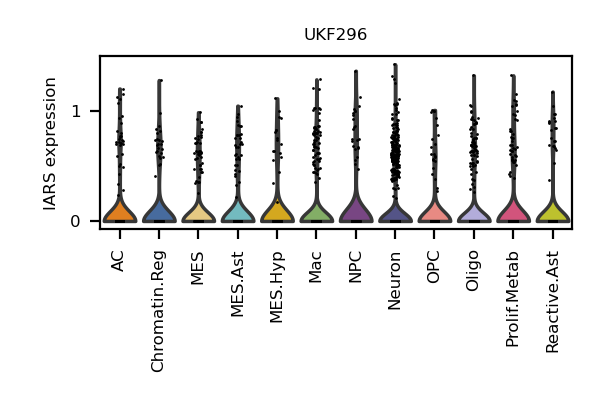 UKF296
IARS expression
1
0
AC
Chromatin.Reg
MES
MES.Ast
MES.Hyp
Mac
NPC
Neuron
OPC
Oligo
Prolif.Metab
Reactive.Ast